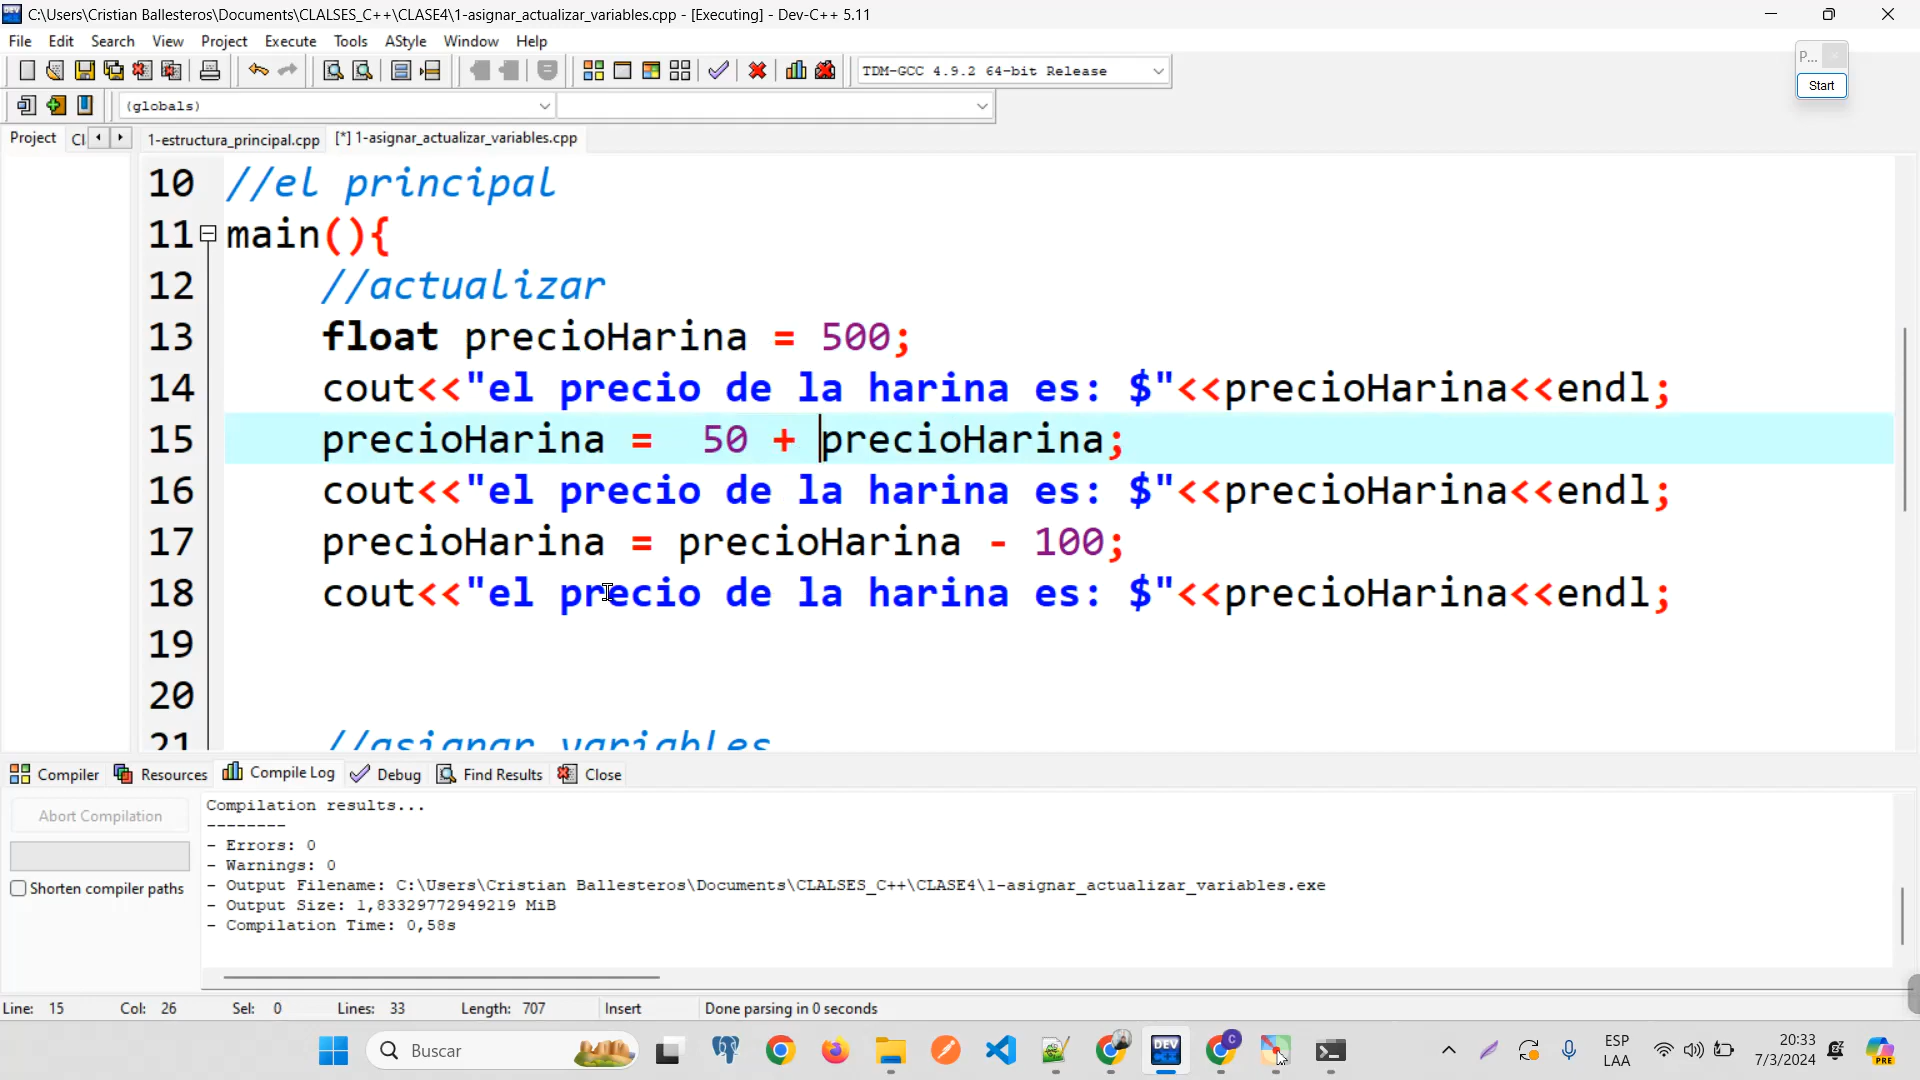 C:\Users\Cristian Ballesteros\Documents\CLALSES_C++\CLASE4\1-asignar_actualizar_variables.cpp - [Executing] - Dev-C++ 5.11
File Edit Search View Project Execute Tools AStyle Window Help
TDM-GCC 4.9.2 64-bit Release
P...
Start
(globals)
Project Cl 1-estructura_principal.cpp [*] 1-asignar_actualizar_variables.cpp
10 //el principal
11 main(){
12 //actualizar
13 float precioHarina = 500;
14 cout<<"el precio de la harina es: $"<<precioHarina<<endl;
15 precioHarina =  50 + precioHarina;
16 cout<<"el precio de la harina es: $"<<precioHarina<<endl;
17 precioHarina = precioHarina - 100;
18 cout<<"el precio de la harina es: $"<<precioHarina<<endl;
19
20
21 //asignar variables
Compiler Resources Compile Log Debug Find Results Close
Abort Compilation
Shorten compiler paths
Compilation results...
--------
- Errors: 0
- Warnings: 0
- Output Filename: C:\Users\Cristian Ballesteros\Documents\CLALSES_C++\CLASE4\1-asignar_actualizar_variables.exe
- Output Size: 1,83329772949219 MiB
- Compilation Time: 0,58s
Line: 15 Col: 26 Sel: 0 Lines: 33 Length: 707 Insert Done parsing in 0 seconds
Buscar
DEV
C
ESP
LAA
20:33
7/3/2024
PRE